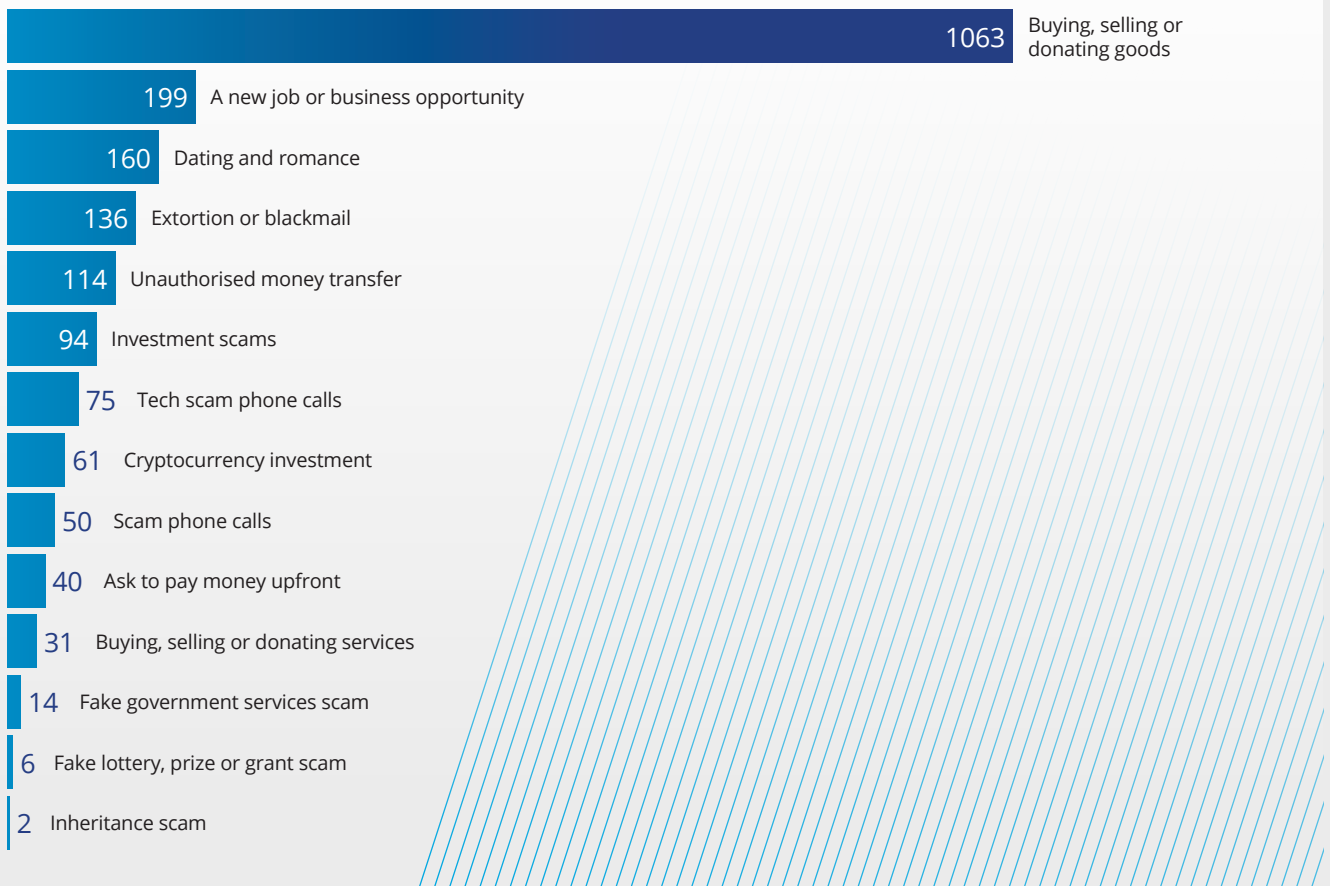 1063 Buying, selling or
donating goods
199 A new job or business opportunity
160 Dating and romance
136 Extortion or blackmail
114 Unauthorised money transfer
94 Investment scams
75 Tech scam phone calls
61 Cryptocurrency investment
50 Scam phone calls
40 Ask to pay money upfront
31 Buying, selling or donating services
14 Fake government services scam
6 Fake lottery, prize or grant scam
2 Inheritance scam